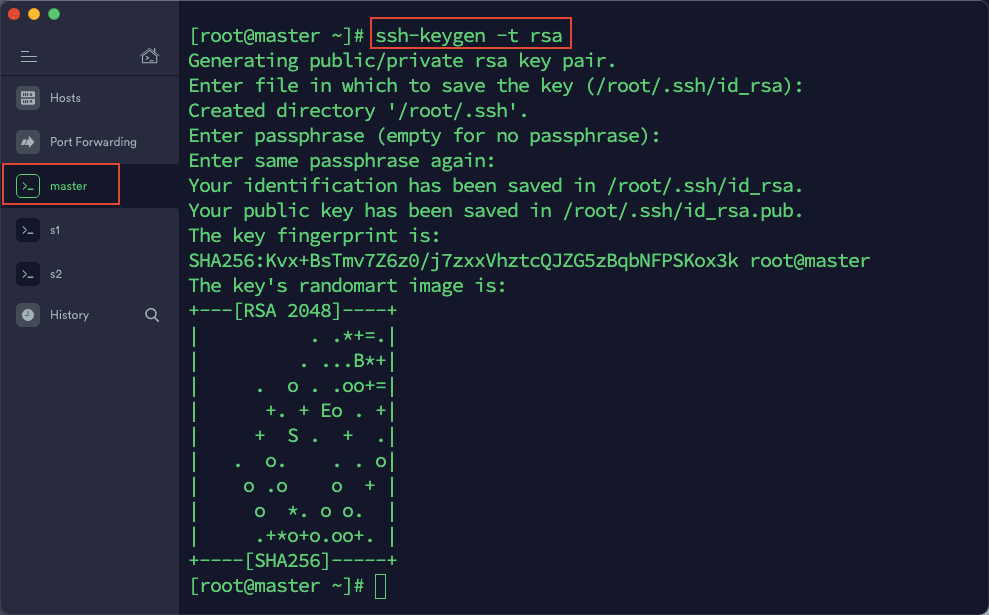 Hosts
Port Forwarding
master
s1
s2
History
[root@master ~]# ssh-keygen -t rsa
Generating public/private rsa key pair.
Enter file in which to save the key (/root/.ssh/id_rsa):
Created directory '/root/.ssh'.
Enter passphrase (empty for no passphrase):
Enter same passphrase again:
Your identification has been saved in /root/.ssh/id_rsa.
Your public key has been saved in /root/.ssh/id_rsa.pub.
The key fingerprint is:
SHA256:Kvx+BsTmv7Z6z0/j7zxxVhztcQJZG5zBqbNFPSKox3k root@master
The key's randomart image is:
+---[RSA 2048]----+
|          . .*+=.|
|         . ...B*+|
|     .  o . .oo+=|
|      +. + Eo . +|
|     +  S .  +  .|
|   .  o.    . . o|
|    o .o    o  + |
|     o  *. o o.  |
|     .+*o+o.oo+. |
+----[SHA256]-----+
[root@master ~]#